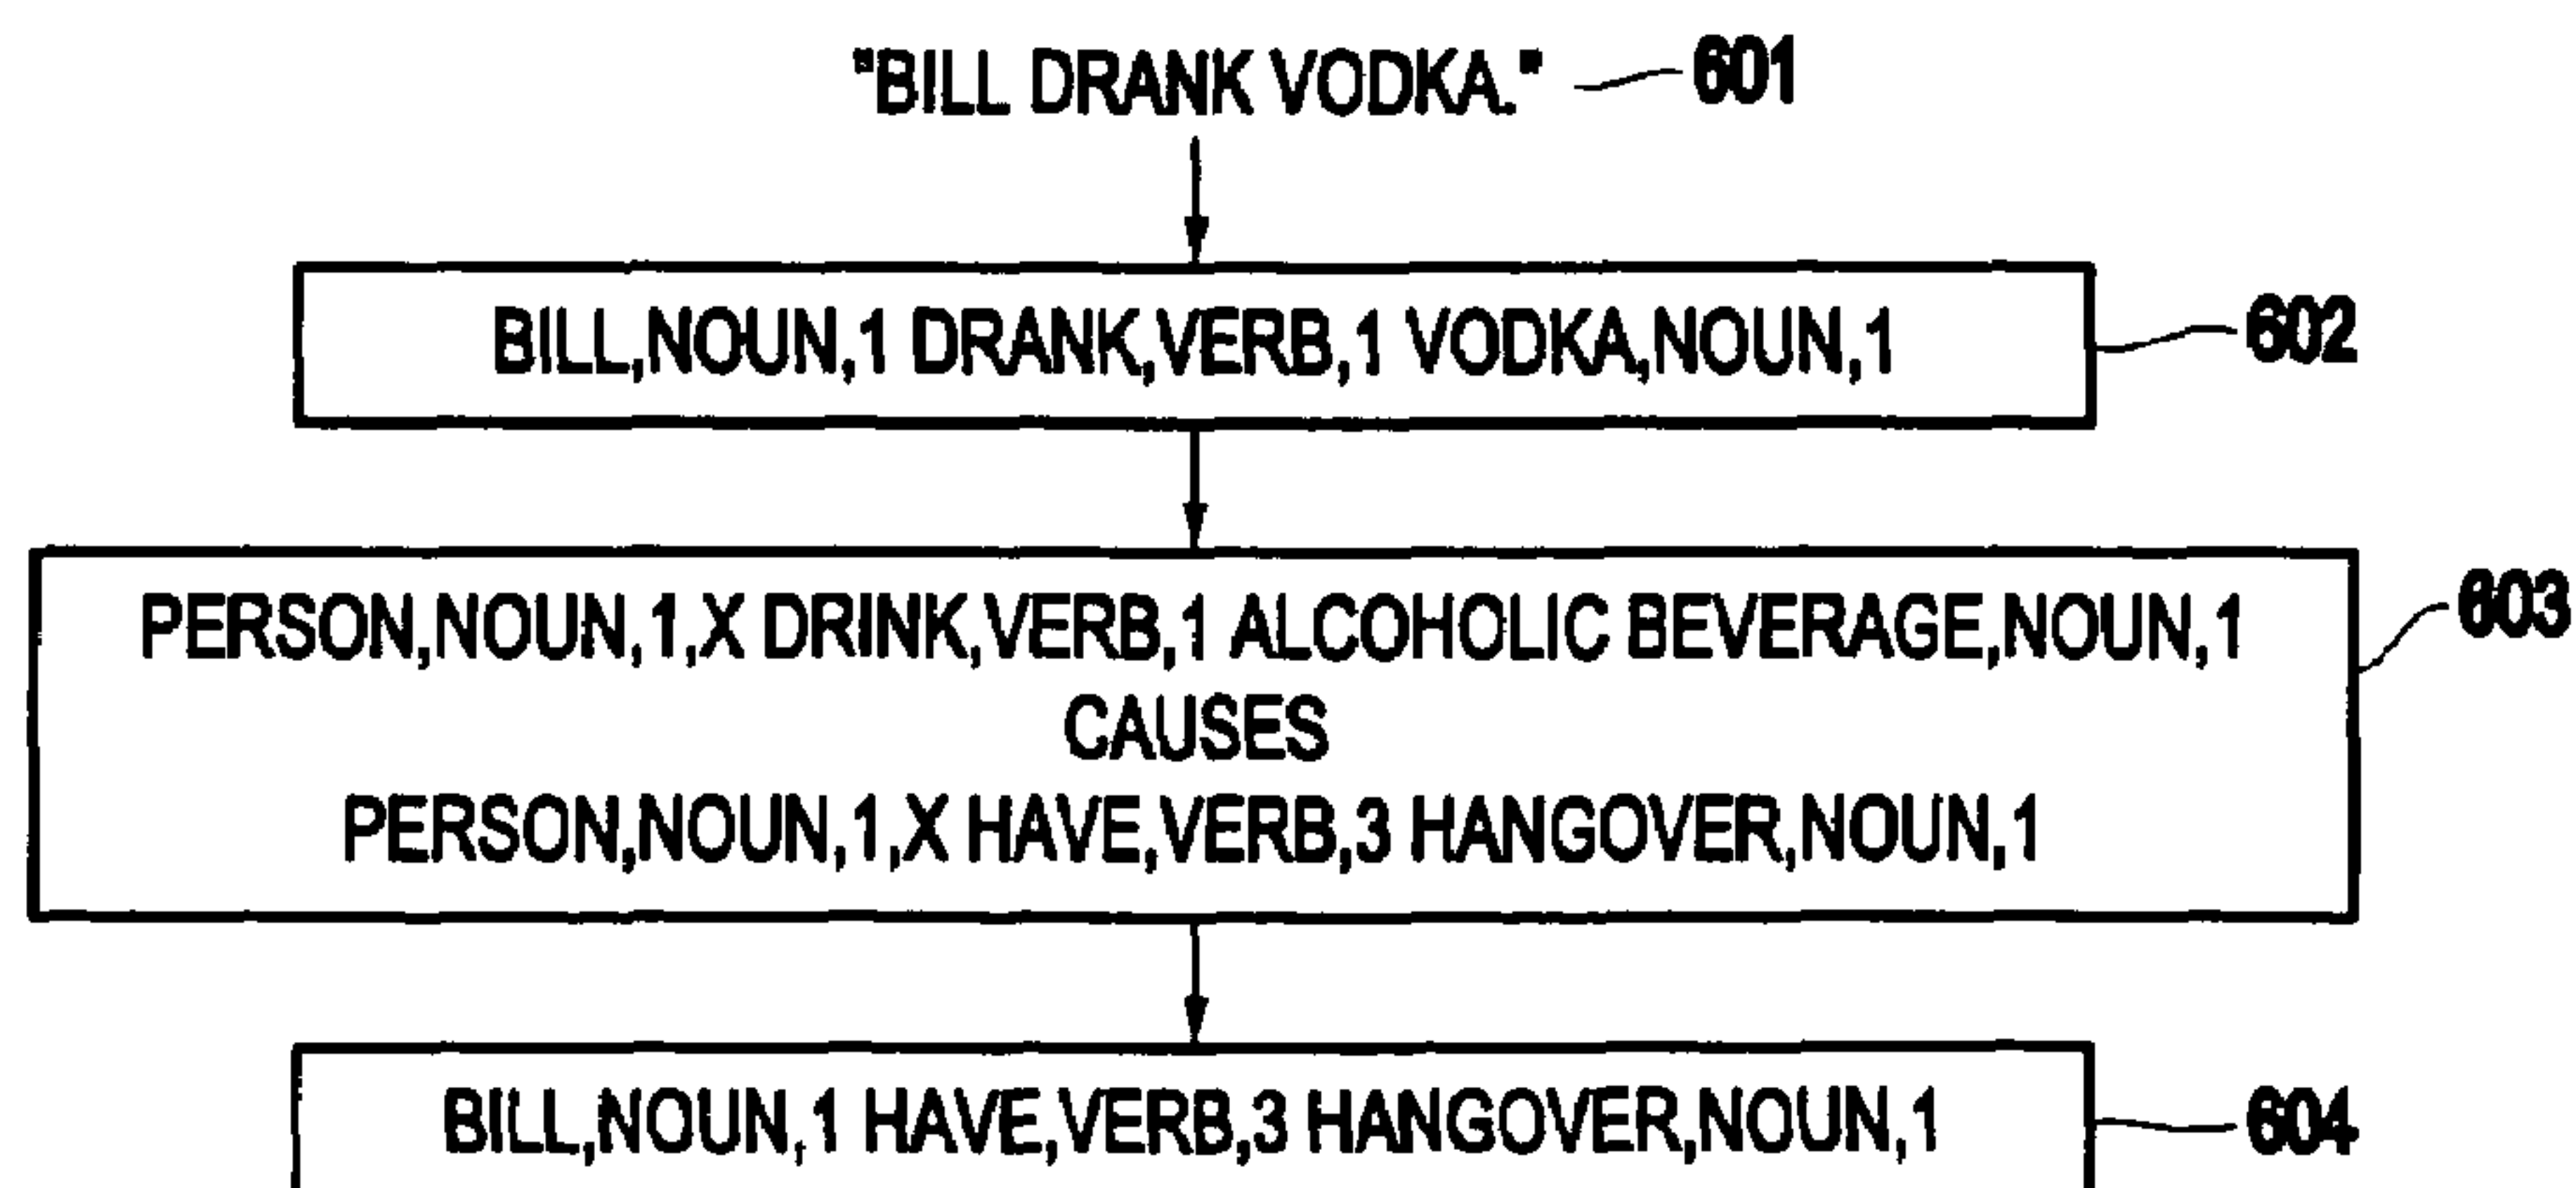 "BILL DRANK VODKA." 601
BILL,NOUN,1 DRANK,VERB,1 VODKA,NOUN,1 602
PERSON,NOUN,1,X DRINK,VERB,1 ALCOHOLIC BEVERAGE,NOUN,1 603
CAUSES
PERSON,NOUN,1,X HAVE,VERB,3 HANGOVER,NOUN,1
BILL,NOUN,1 HAVE,VERB,3 HANGOVER,NOUN,1 604